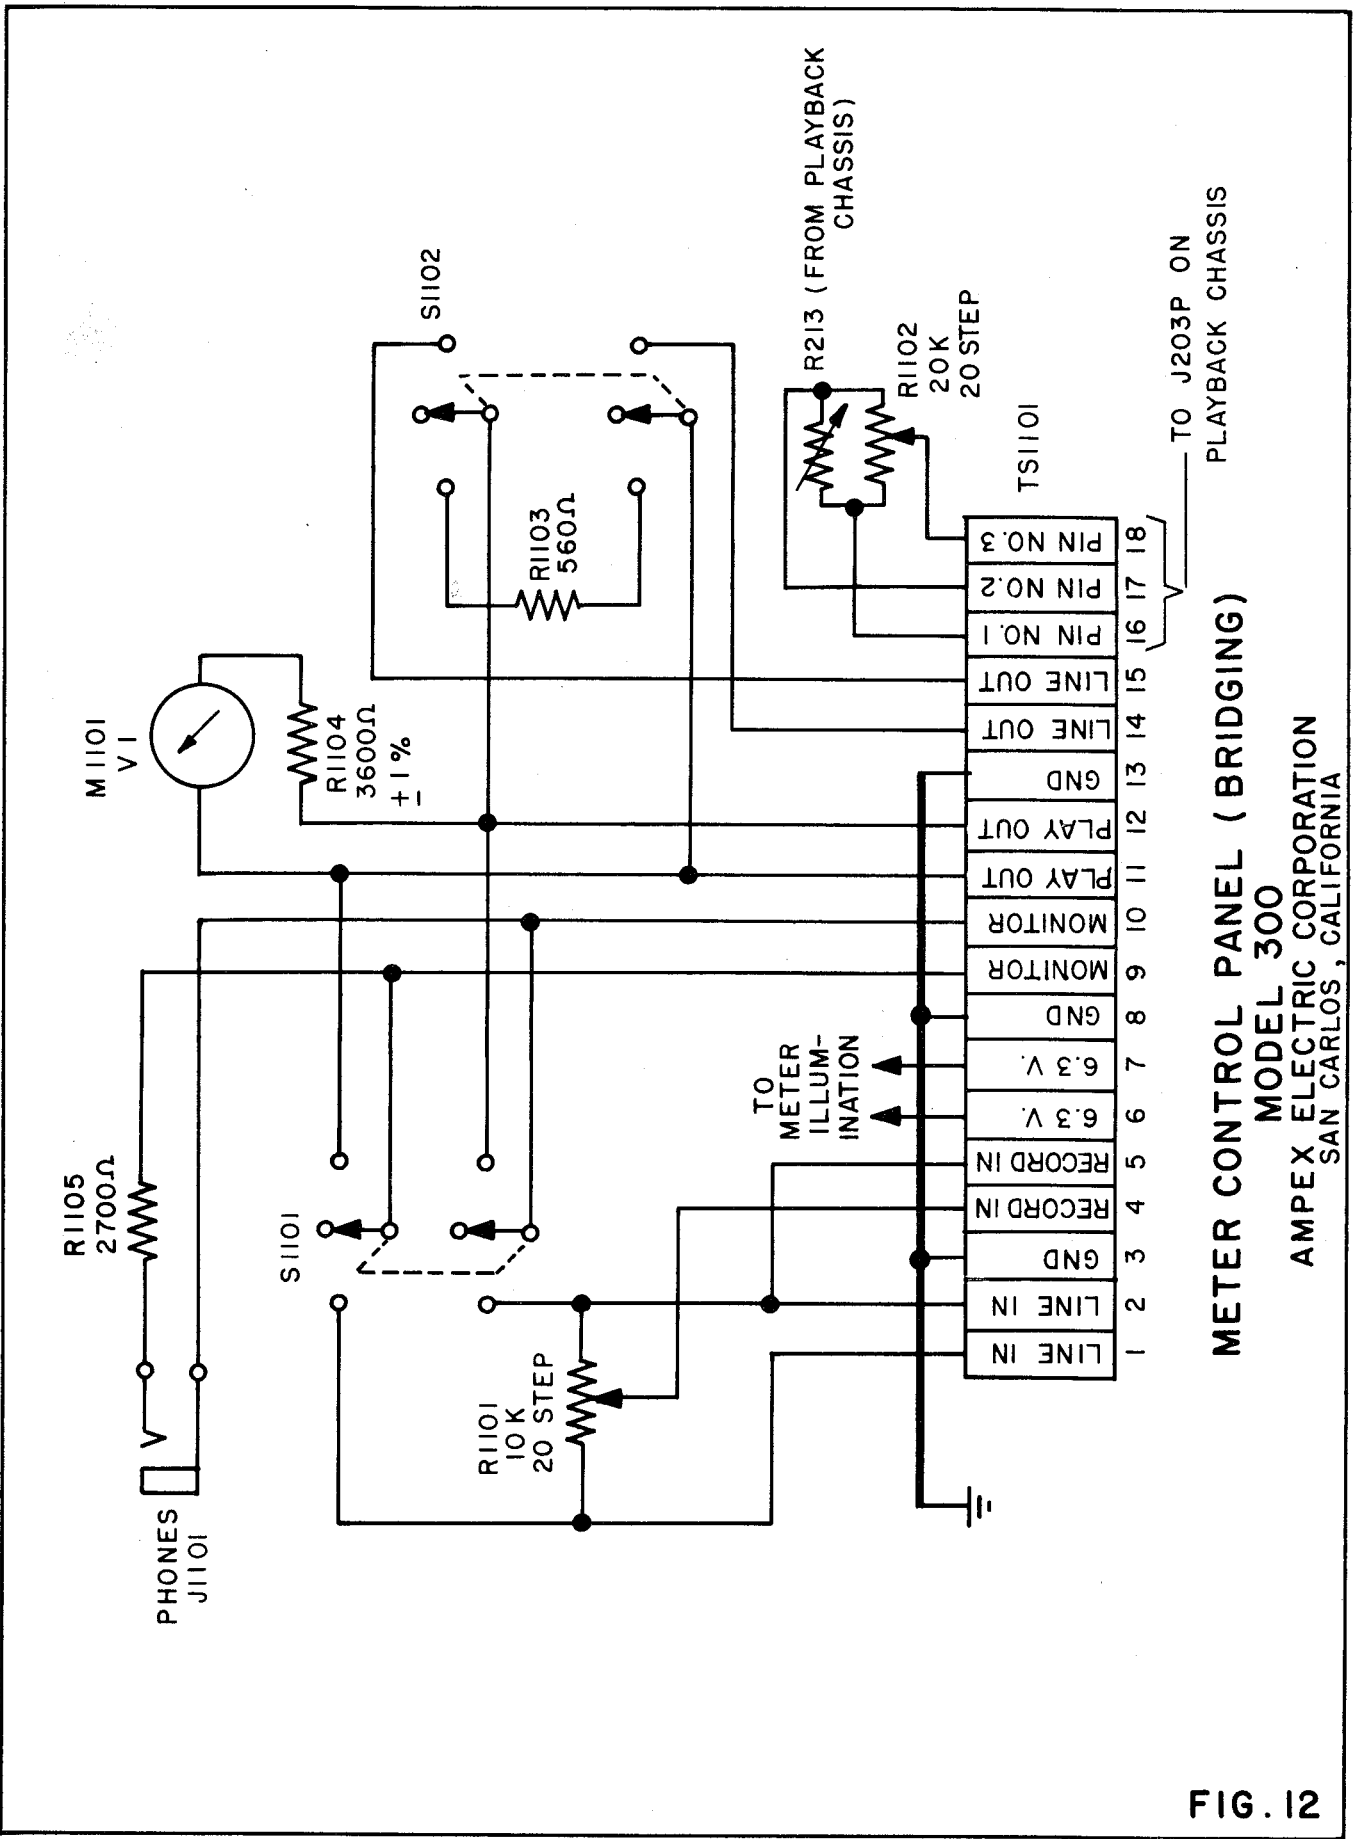 PHONES
J1101
R1105
2700Ω
M1101
V I
R1104
3600Ω
±1%
S1101
S1102
R1103
560Ω
R1101
10K
20 STEP
R213 (FROM PLAYBACK
CHASSIS)
R1102
20K
20 STEP
TO
METER
ILLUM-
INATION
TS1101
LINE IN
LINE IN
GND
RECORD IN
RECORD IN
6.3 V.
6.3 V.
GND
MONITOR
MONITOR
PLAY OUT
PLAY OUT
GND
LINE OUT
LINE OUT
PIN NO.1
PIN NO.2
PIN NO.3
1 2 3 4 5 6 7 8 9 10 11 12 13 14 15 16 17 18
TO J203P ON
PLAYBACK CHASSIS
METER CONTROL PANEL (BRIDGING)
MODEL 300
AMPEX ELECTRIC CORPORATION
SAN CARLOS, CALIFORNIA
FIG. 12